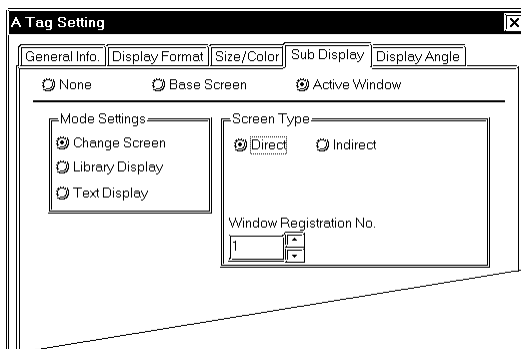 A Tag Setting
General Info. Display Format Size/Color Sub Display Display Angle
None Base Screen Active Window
Mode Settings Screen Type
Change Screen Direct Indirect
Library Display
Text Display
Window Registration No.
1